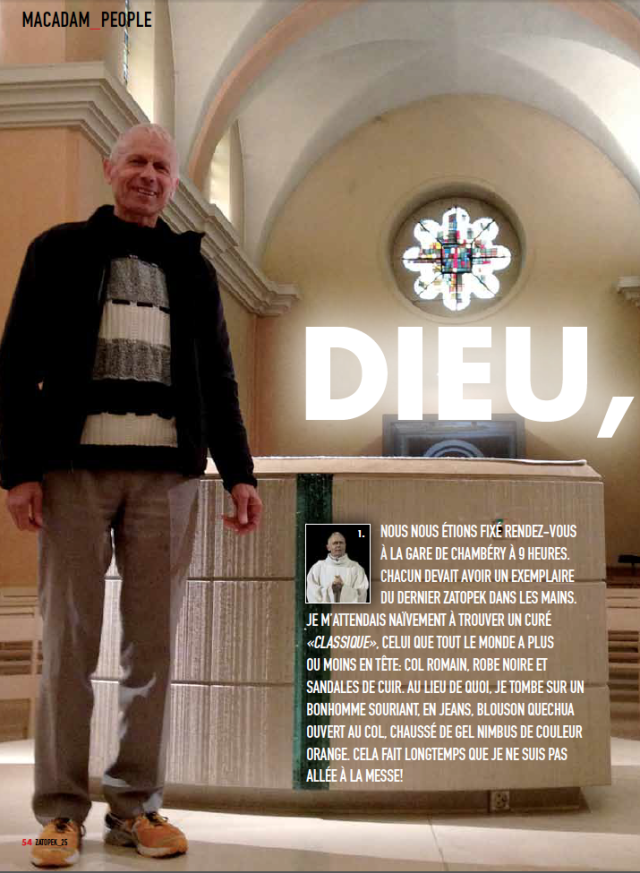 MACADAM_PEOPLE
DIEU,
1.
NOUS NOUS ÉTIONS FIXÉ RENDEZ-VOUS
À LA GARE DE CHAMBÉRY À 9 HEURES.
CHACUN DEVAIT AVOIR UN EXEMPLAIRE
DU DERNIER ZATOPEK DANS LES MAINS.
JE M'ATTENDAIS NAÏVEMENT À TROUVER UN CURÉ
«CLASSIQUE», CELUI QUE TOUT LE MONDE A PLUS
OU MOINS EN TÊTE: COL ROMAIN, ROBE NOIRE ET
SANDALES DE CUIR. AU LIEU DE QUOI, JE TOMBE SUR UN
BONHOMME SOURIANT, EN JEANS, BLOUSON QUECHUA
OUVERT AU COL, CHAUSSÉ DE GEL NIMBUS DE COULEUR
ORANGE. CELA FAIT LONGTEMPS QUE JE NE SUIS PAS
ALLÉE À LA MESSE!
54 ZATOPEK_25